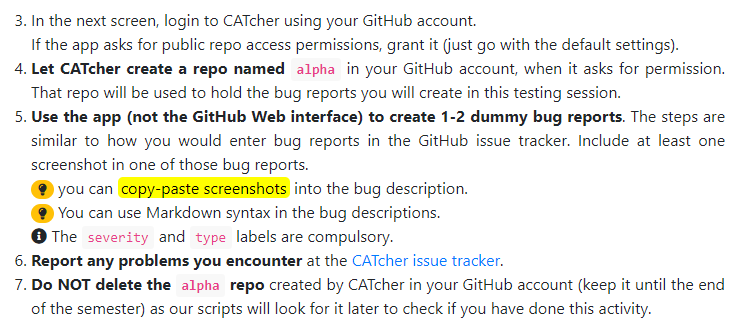 3. In the next screen, login to CATcher using your GitHub account.
If the app asks for public repo access permissions, grant it (just go with the default settings).
4. Let CATcher create a repo named alpha in your GitHub account, when it asks for permission.
That repo will be used to hold the bug reports you will create in this testing session.
5. Use the app (not the GitHub Web interface) to create 1-2 dummy bug reports. The steps are
similar to how you would enter bug reports in the GitHub issue tracker. Include at least one
screenshot in one of those bug reports.
you can copy-paste screenshots into the bug description.
You can use Markdown syntax in the bug descriptions.
The severity and type labels are compulsory.
6. Report any problems you encounter at the CATcher issue tracker.
7. Do NOT delete the alpha repo created by CATcher in your GitHub account (keep it until the end
of the semester) as our scripts will look for it later to check if you have done this activity.